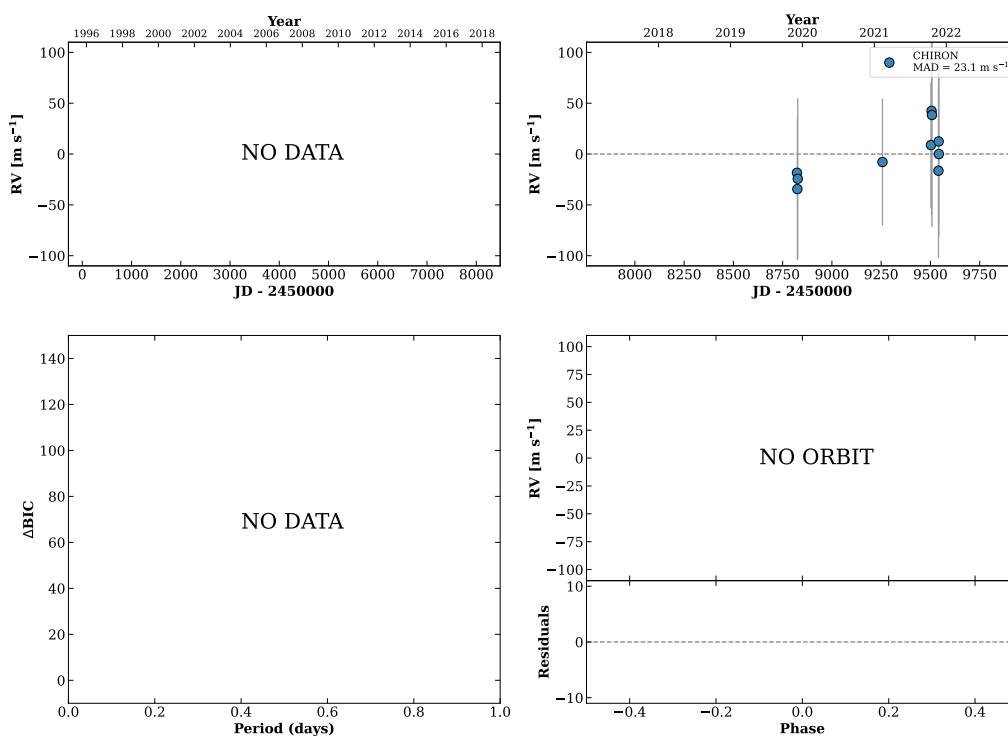 Year
1996 1998 2000 2002 2004 2006 2008 2010 2012 2014 2016 2018
100
50
0
−50
−100
RV [m s⁻¹]
NO DATA
0 1000 2000 3000 4000 5000 6000 7000 8000
JD - 2450000
Year
2018 2019 2020 2021 2022
CHIRON
MAD = 23.1 m s⁻¹
100
50
0
−50
−100
RV [m s⁻¹]
8000 8250 8500 8750 9000 9250 9500 9750
JD - 2450000
140
120
100
80
60
40
20
0
ΔBIC
NO DATA
0.0 0.2 0.4 0.6 0.8 1.0
Period (days)
100
75
50
25
0
−25
−50
−75
−100
RV [m s⁻¹]
NO ORBIT
10
0
−10
Residuals
−0.4 −0.2 0.0 0.2 0.4
Phase